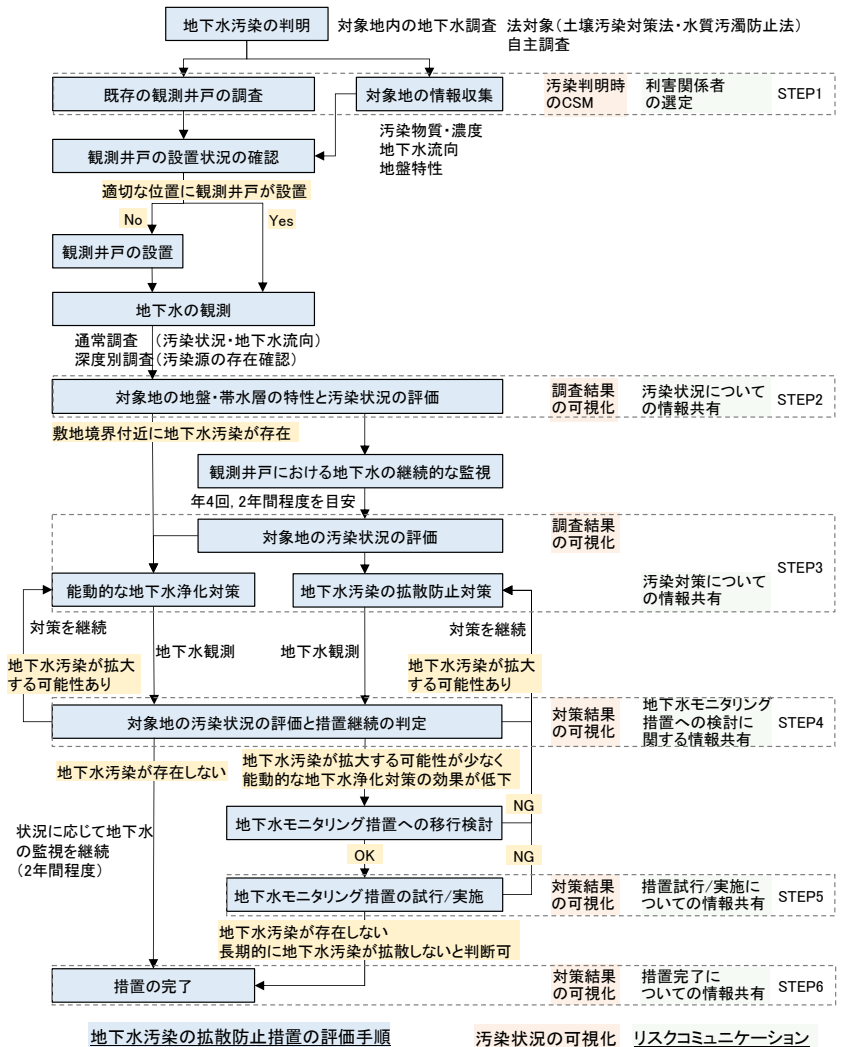 地下水汚染の判明
対象地内の地下水調査 法対象(土壌汚染対策法・水質汚濁防止法)
自主調査
既存の観測井戸の調査
対象地の情報収集
汚染判明時
のCSM
利害関係者
の選定
STEP1
汚染物質・濃度
地下水流向
地盤特性
観測井戸の設置状況の確認
適切な位置に観測井戸が設置
No
Yes
観測井戸の設置
地下水の観測
通常調査 (汚染状況・地下水流向)
深度別調査(汚染源の存在確認)
対象地の地盤・帯水層の特性と汚染状況の評価
調査結果
の可視化
汚染状況について
の情報共有
STEP2
敷地境界付近に地下水汚染が存在
観測井戸における地下水の継続的な監視
年4回, 2年間程度を目安
対象地の汚染状況の評価
調査結果
の可視化
STEP3
能動的な地下水浄化対策
地下水汚染の拡散防止対策
汚染対策について
の情報共有
対策を継続
地下水観測
地下水観測
対策を継続
地下水汚染が拡大
する可能性あり
地下水汚染が拡大
する可能性あり
対象地の汚染状況の評価と措置継続の判定
対策結果
の可視化
地下水モニタリング
措置への検討に
関する情報共有
STEP4
地下水汚染が存在しない
地下水汚染が拡大する可能性が少なく
能動的な地下水浄化対策の効果が低下
NG
地下水モニタリング措置への移行検討
状況に応じて地下水
の監視を継続
(2年間程度)
OK
NG
地下水モニタリング措置の試行/実施
対策結果
の可視化
措置試行/実施に
ついての情報共有
STEP5
地下水汚染が存在しない
長期的に地下水汚染が拡散しないと判断可
措置の完了
対策結果
の可視化
措置完了に
ついての情報共有
STEP6
地下水汚染の拡散防止措置の評価手順
汚染状況の可視化
リスクコミュニケーション